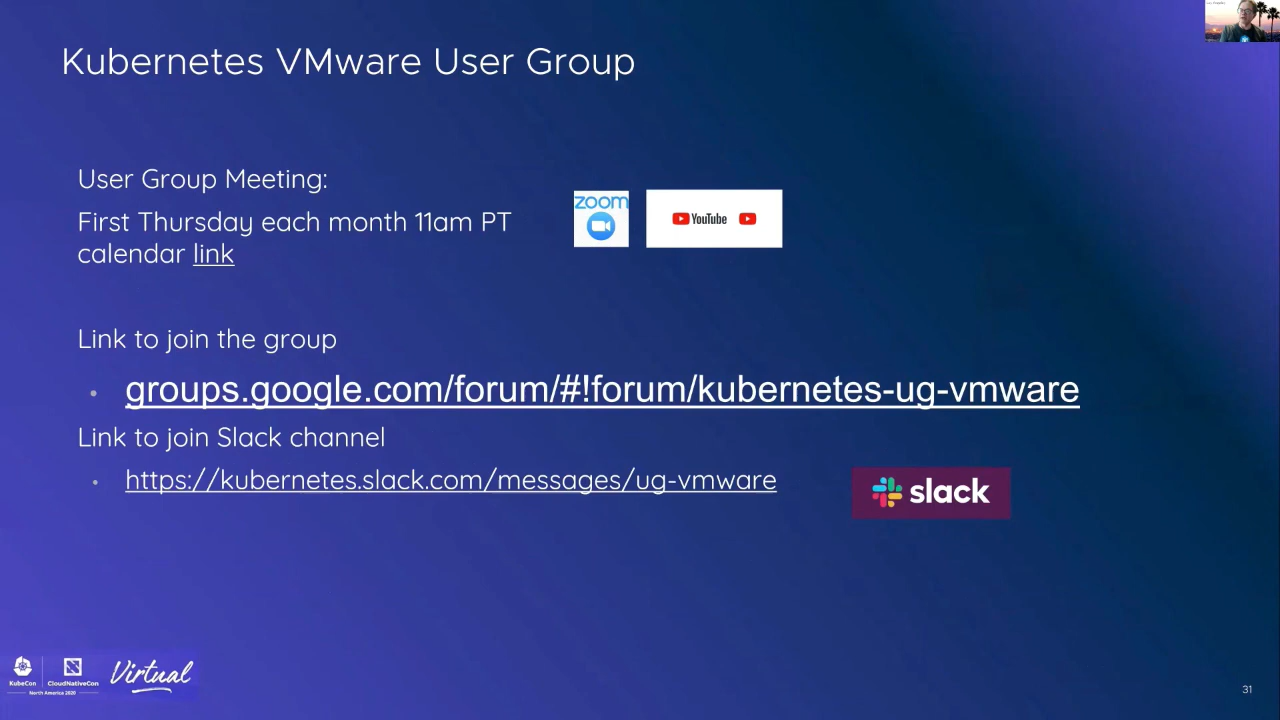 Kubernetes VMware User Group
User Group Meeting:
First Thursday each month 11am PT
calendar link
zoom
YouTube
Link to join the group
groups.google.com/forum/#!forum/kubernetes-ug-vmware
Link to join Slack channel
https://kubernetes.slack.com/messages/ug-vmware
slack
KubeCon
CloudNativeCon
North America 2020
Virtual
31